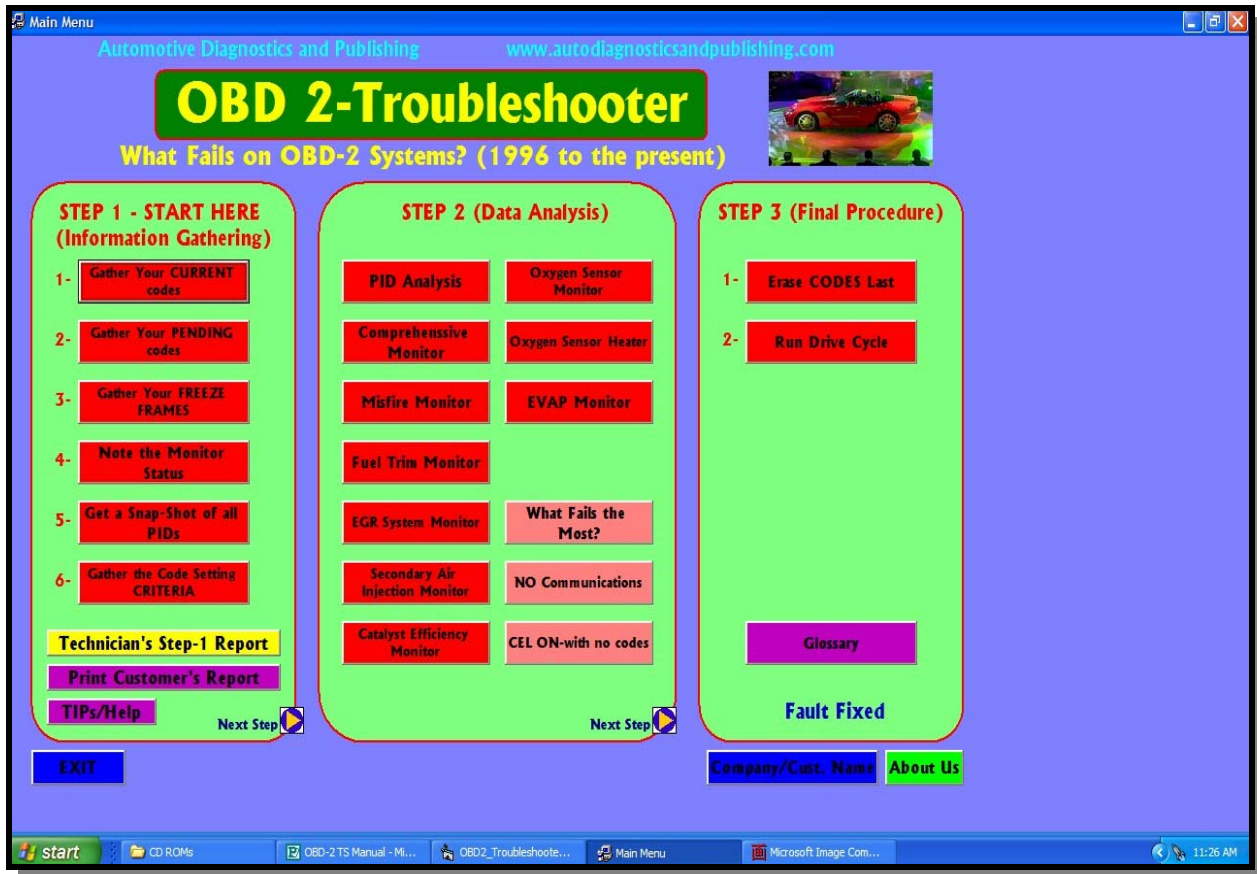 Main Menu
Automotive Diagnostics and Publishing www.autodiagnosticsandpublishing.com
OBD 2-Troubleshooter
What Fails on OBD-2 Systems? (1996 to the present)
STEP 1 - START HERE
(Information Gathering)
1- Gather Your CURRENT
codes
2- Gather Your PENDING
codes
3- Gather Your FREEZE
FRAMES
4- Note the Monitor
Status
5- Get a Snap-Shot of all
PIDs
6- Gather the Code Setting
CRITERIA
Technician's Step-1 Report
Print Customer's Report
TIPs/Help
Next Step
STEP 2 (Data Analysis)
PID Analysis
Comprehenssive
Monitor
Misfire Monitor
Fuel Trim Monitor
EGR System Monitor
Secondary Air
Injection Monitor
Catalyst Efficiency
Monitor
Oxygen Sensor
Monitor
Oxygen Sensor Heater
EVAP Monitor
What Fails the
Most?
NO Communications
CEL ON-with no codes
Next Step
STEP 3 (Final Procedure)
1- Erase CODES Last
2- Run Drive Cycle
Glossary
Fault Fixed
EXIT
Company/Cust. Name
About Us
start
CD ROMs
OBD-2 TS Manual - Mi...
OBD2_Troubleshoote...
Main Menu
Microsoft Image Com...
11:26 AM